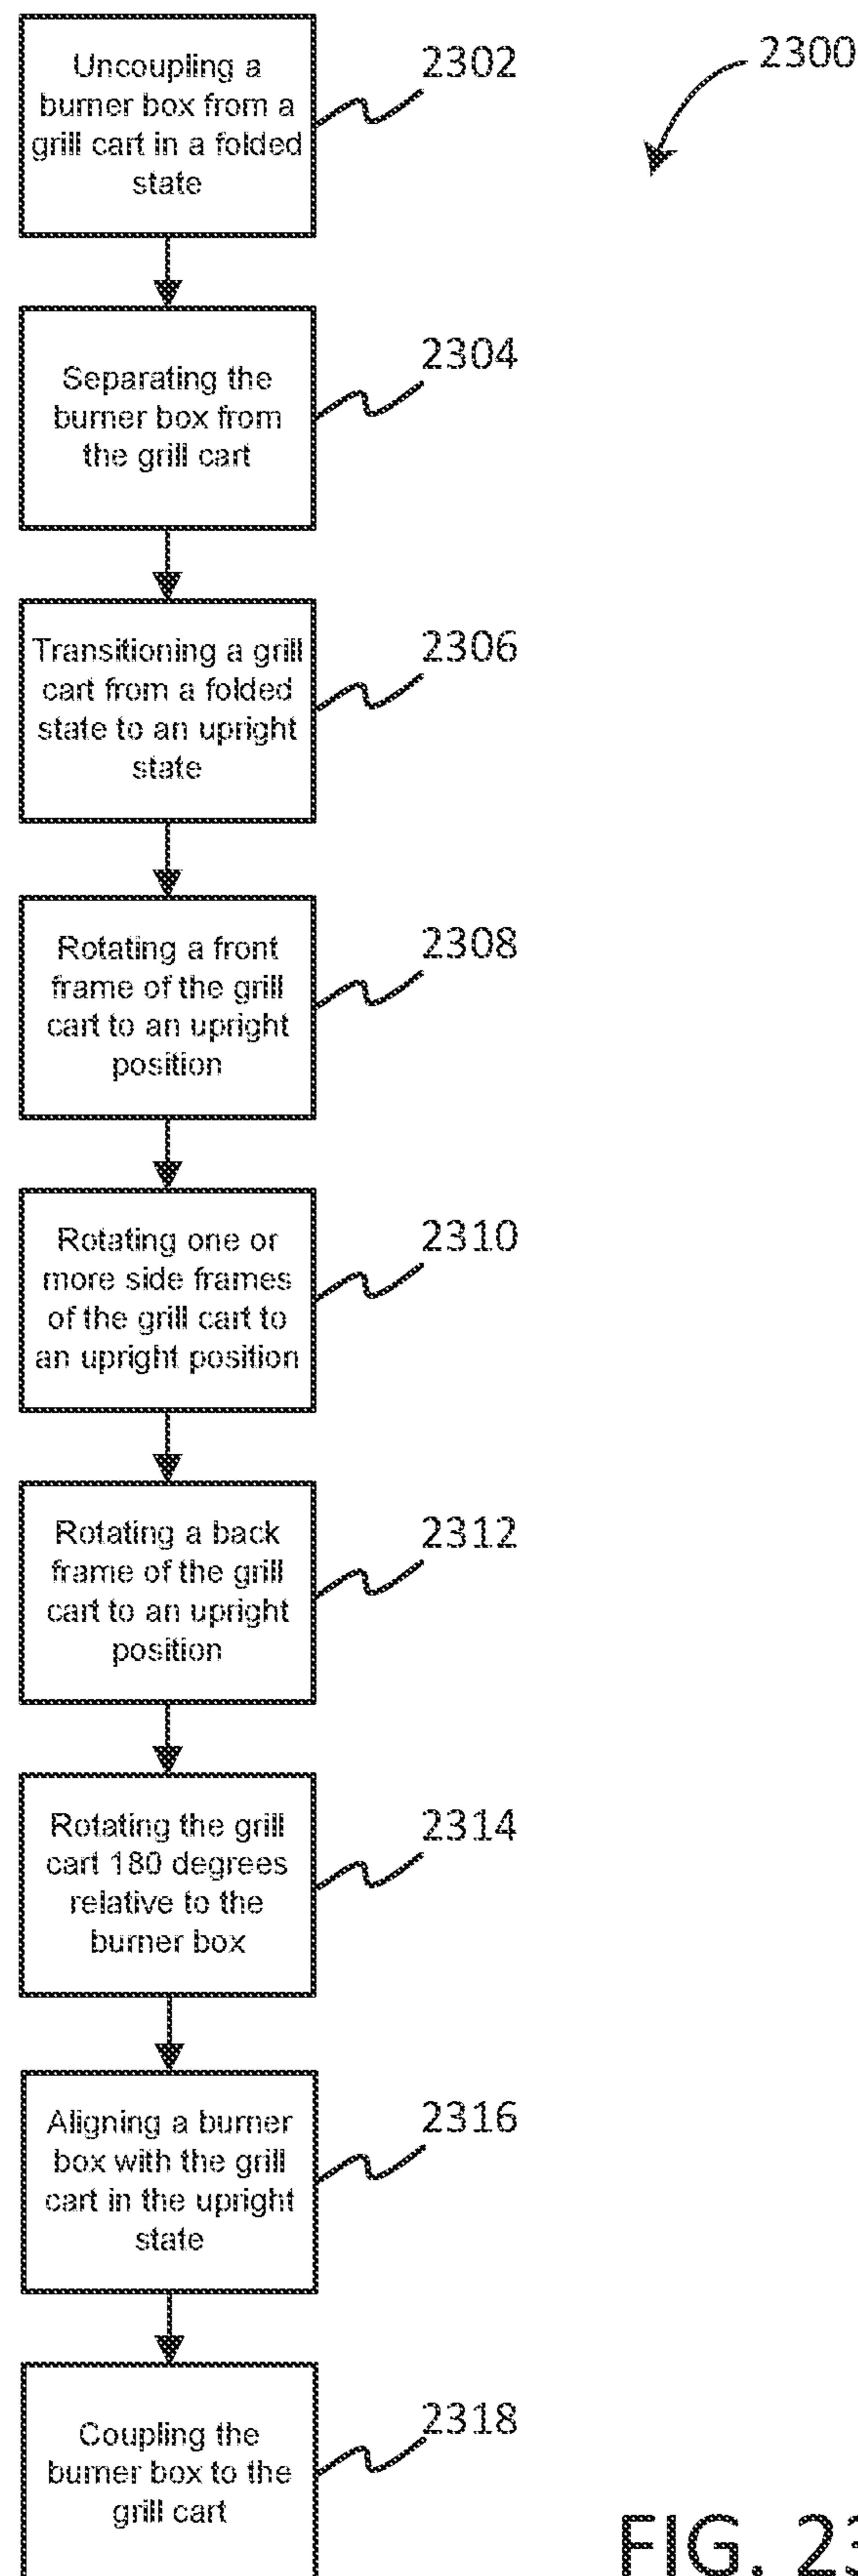 2300
Uncoupling a
burner box from a
grill cart in a folded
state
2302
Separating the
burner box from
the grill cart
2304
Transitioning a grill
cart from a folded
state to an upright
state
2306
Rotating a front
frame of the grill
cart to an upright
position
2308
Rotating one or
more side frames
of the grill cart to
an upright position
2310
Rotating a back
frame of the grill
cart to an upright
position
2312
Rotating the grill
cart 180 degrees
relative to the
burner box
2314
Aligning a burner
box with the grill
cart in the upright
state
2316
Coupling the
burner box to the
grill cart
2318
FIG. 23